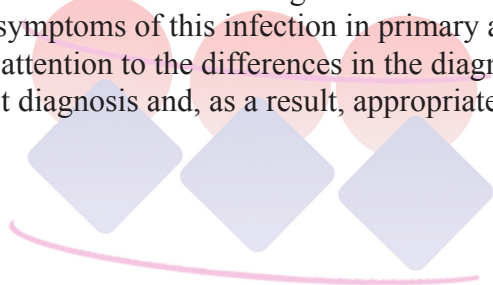 symptoms of this infection in primary a
attention to the differences in the diagn
t diagnosis and, as a result, appropriate